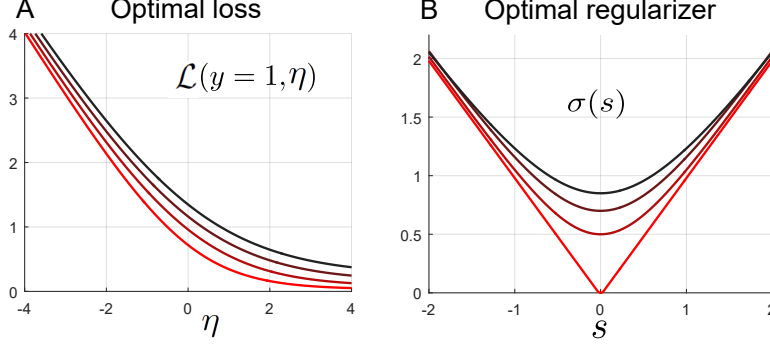 A Optimal loss
4
3
2
1
0
-4 -2 0 2 4
ℒ(y = 1, η)
η
B Optimal regularizer
2
1.5
1
0.5
0
-2 -1 0 1 2
σ(s)
s